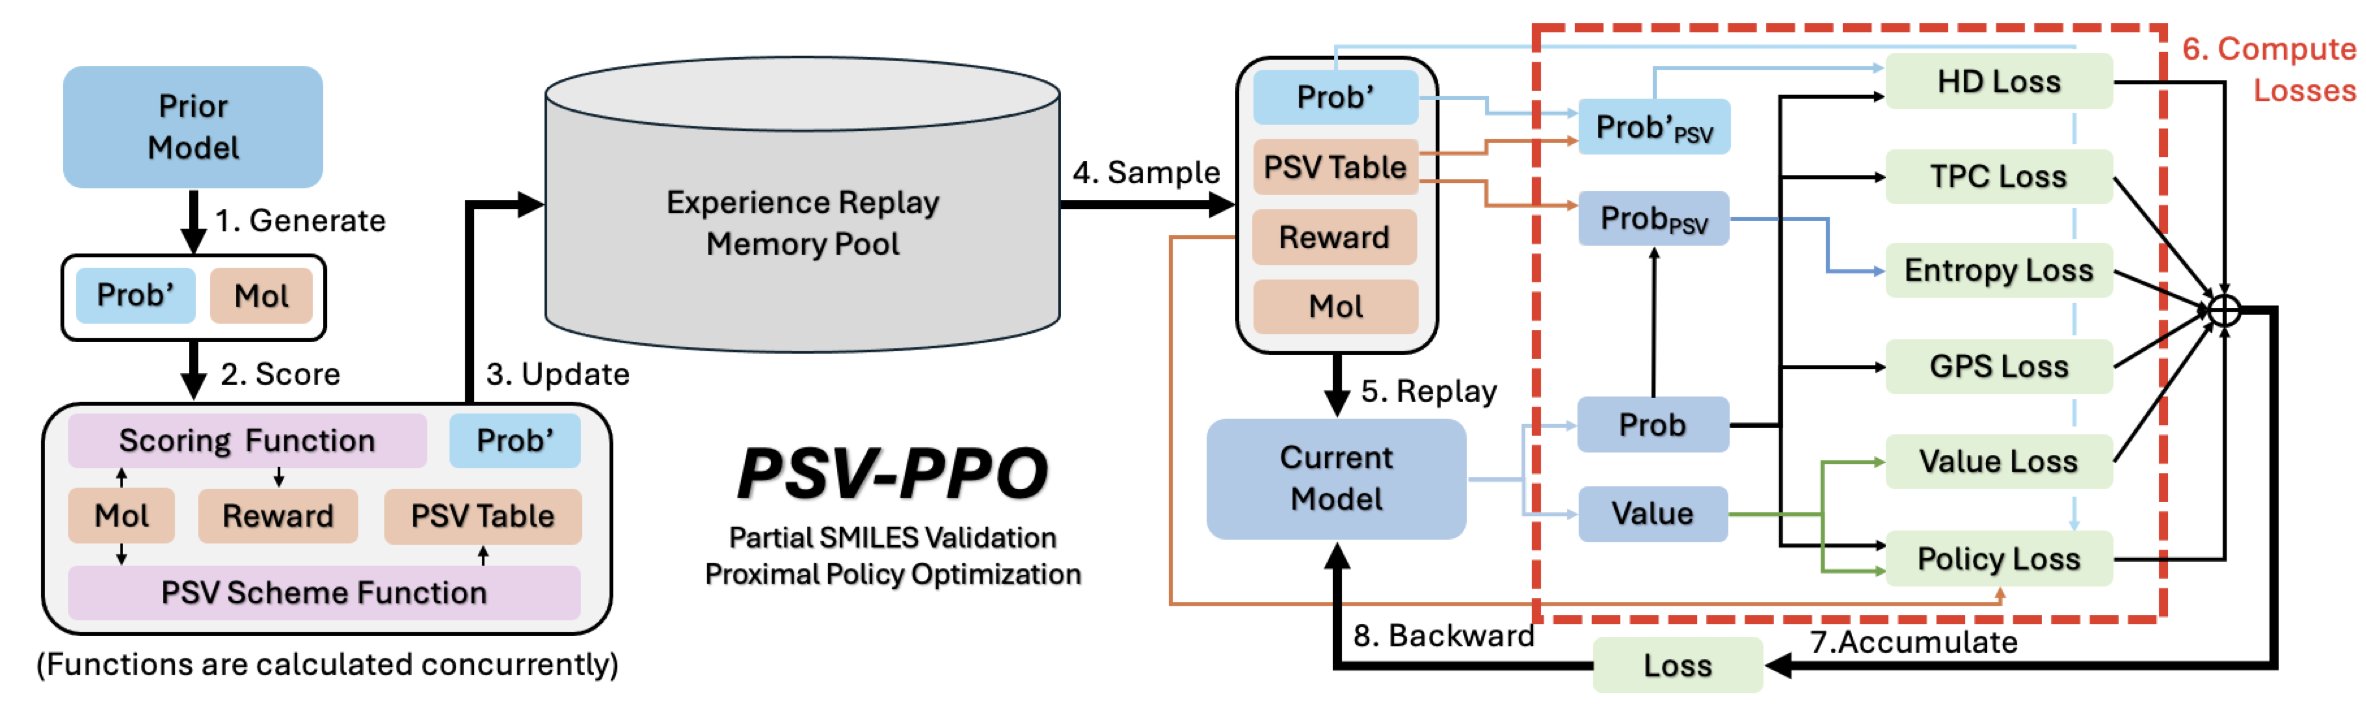 Prior
Model
1. Generate
Prob’
Mol
2. Score
Scoring Function
Prob’
Mol
Reward
PSV Table
PSV Scheme Function
(Functions are calculated concurrently)
3. Update
Experience Replay
Memory Pool
PSV-PPO
Partial SMILES Validation
Proximal Policy Optimization
4. Sample
Prob’
PSV Table
Reward
Mol
5. Replay
Current
Model
Prob’PSV
ProbPSV
Prob
Value
6. Compute
Losses
HD Loss
TPC Loss
Entropy Loss
GPS Loss
Value Loss
Policy Loss
7.Accumulate
Loss
8. Backward